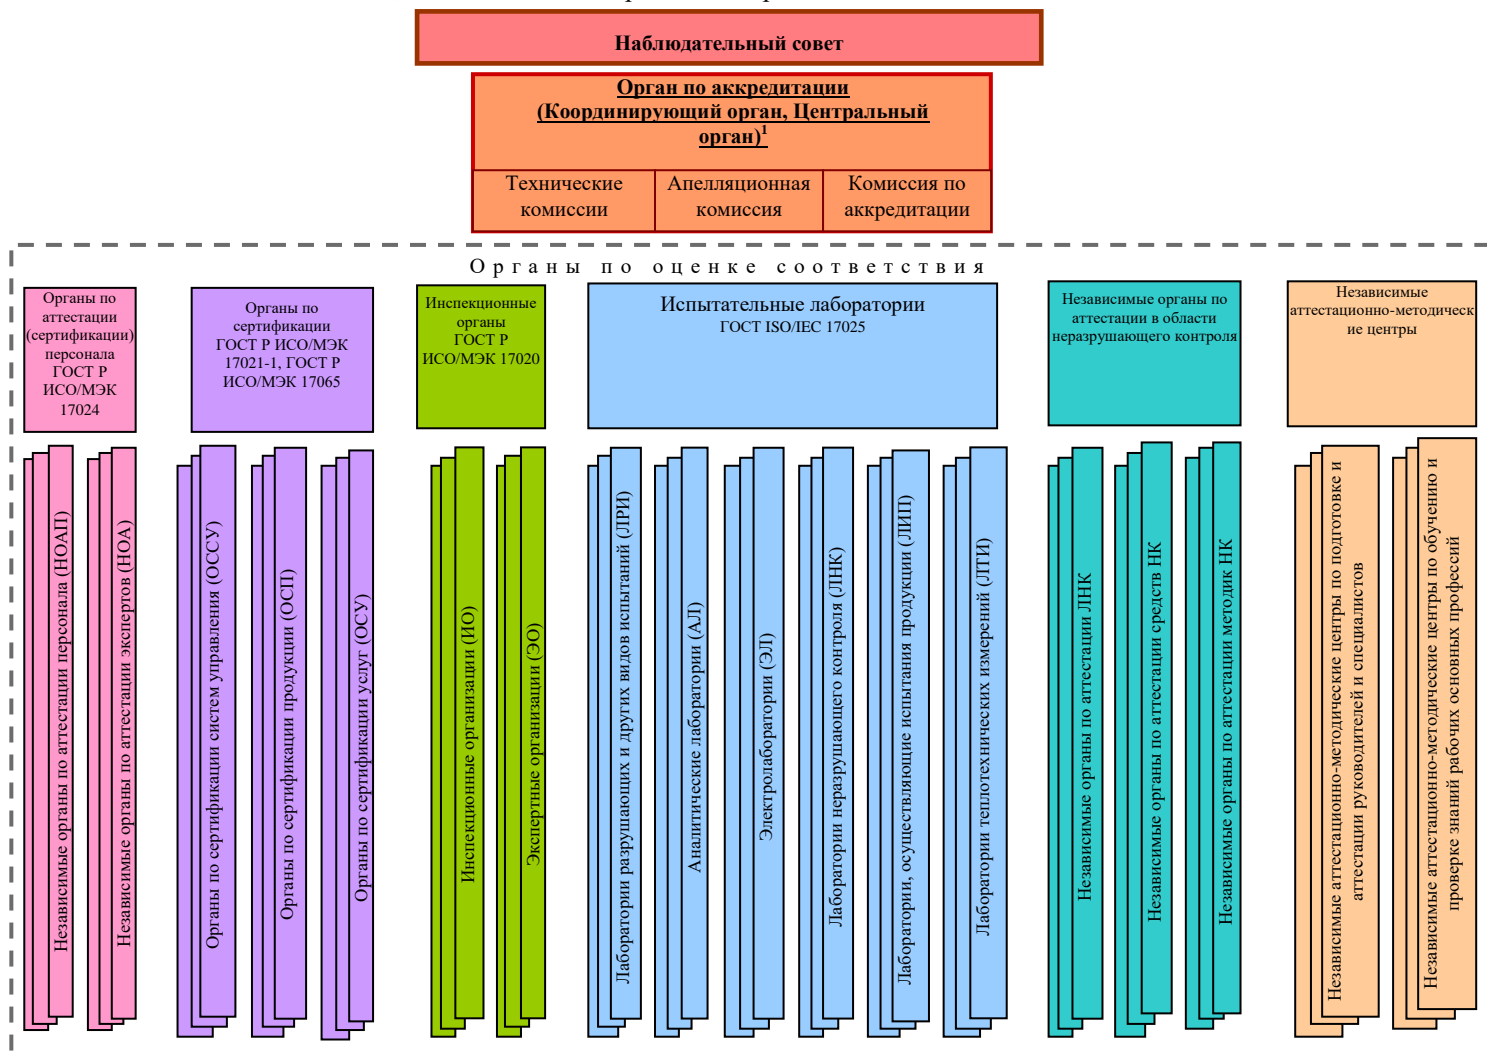 Наблюдательный совет
Орган по аккредитации
(Координирующий орган, Центральный
орган)1
Технические
комиссии
Апелляционная
комиссия
Комиссия по
аккредитации
Органы по оценке соответствия
Органы по
аттестации
(сертификации)
персонала
ГОСТ Р
ИСО/МЭК
17024
Органы по
сертификации
ГОСТ Р ИСО/МЭК
17021-1, ГОСТ Р
ИСО/МЭК 17065
Инспекционные
органы
ГОСТ Р
ИСО/МЭК 17020
Испытательные лаборатории
ГОСТ ISO/IEC 17025
Независимые органы по
аттестации в области
неразрушающего контроля
Независимые
аттестационно-методическ
ие центры
Независимые органы по аттестации персонала (НОАП)
Независимые органы по аттестации экспертов (НОА)
Органы по сертификации систем управления (ОССУ)
Органы по сертификации продукции (ОСП)
Органы по сертификации услуг (ОСУ)
Инспекционные организации (ИО)
Экспертные организации (ЭО)
Лаборатории разрушающих и других видов испытаний (ЛРИ)
Аналитические лаборатории (АЛ)
Электролаборатории (ЭЛ)
Лаборатории неразрушающего контроля (ЛНК)
Лаборатории, осуществляющие испытания продукции (ЛИП)
Лаборатории теплотехнических измерений (ЛТИ)
Независимые органы по аттестации ЛНК
Независимые органы по аттестации средств НК
Независимые органы по аттестации методик НК
Независимые аттестационно-методические центры по подготовке и
аттестации руководителей и специалистов
Независимые аттестационно-методические центры по обучению и
проверке знаний рабочих основных профессий